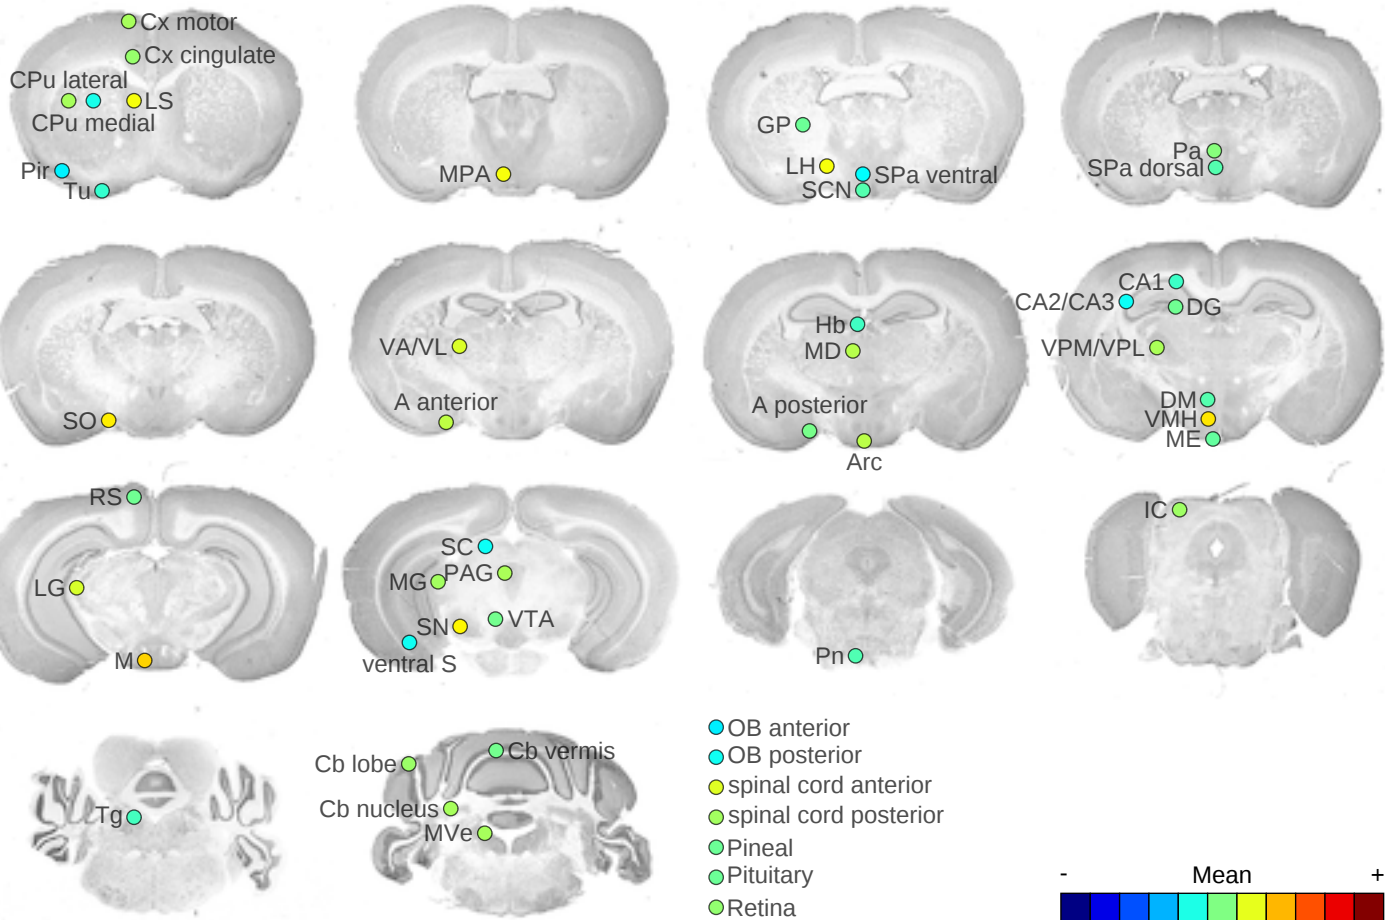 Cx motor
Cx cingulate
CPu lateral
LS
CPu medial
Pir
Tu
MPA
GP
LH
SPa ventral
SCN
Pa
SPa dorsal
SO
VA/VL
A anterior
Hb
MD
A posterior
Arc
CA1
CA2/CA3
DG
VPM/VPL
DM
VMH
ME
RS
LG
M
SC
MG
PAG
SN
VTA
ventral S
Pn
IC
Tg
Cb lobe
Cb vermis
Cb nucleus
MVe
OB anterior
OB posterior
spinal cord anterior
spinal cord posterior
Pineal
Pituitary
Retina
- Mean +